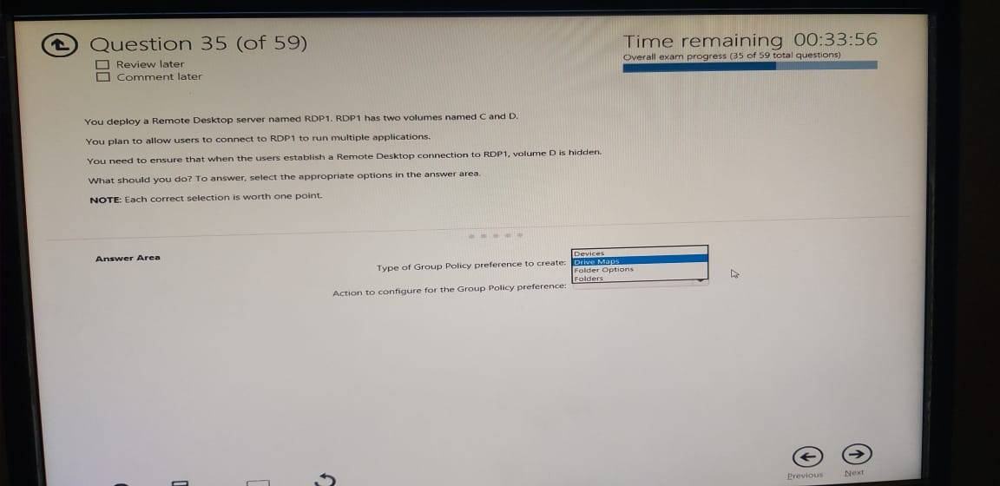 Question 35 (of 59)
Review later
Comment later
Time remaining 00:33:56
Overall exam progress (35 of 59 total questions)
You deploy a Remote Desktop server named RDP1. RDP1 has two volumes named C and D.
You plan to allow users to connect to RDP1 to run multiple applications.
You need to ensure that when the users establish a Remote Desktop connection to RDP1, volume D is hidden.
What should you do? To answer, select the appropriate options in the answer area.
NOTE: Each correct selection is worth one point.
Answer Area
Type of Group Policy preference to create:
Devices
Drive Maps
Folder Options
Folders
Action to configure for the Group Policy preference:
Previous
Next